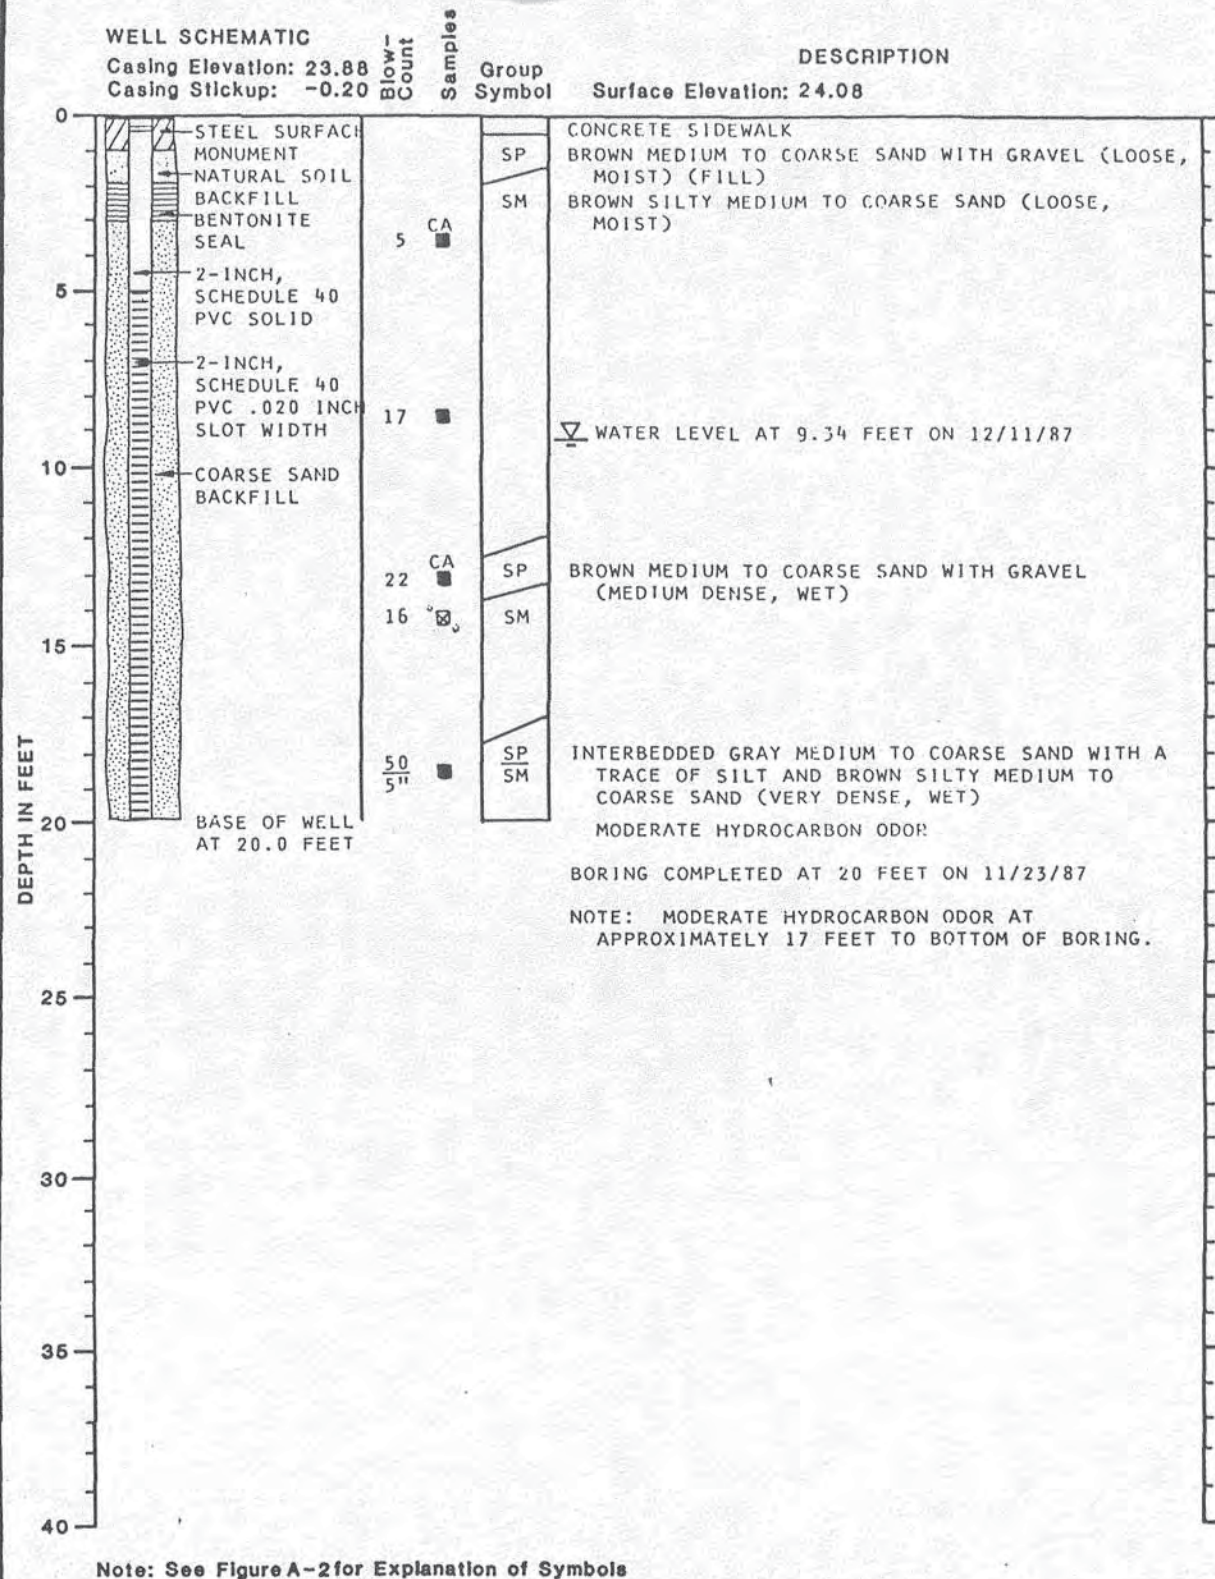 WELL SCHEMATIC
Casing Elevation: 23.88
Casing Stickup: -0.20
Blow-
Count
Samples
Group
Symbol
DESCRIPTION
Surface Elevation: 24.08
DEPTH IN FEET
0
5
10
15
20
25
30
35
40
STEEL SURFAC
MONUMENT
NATURAL SOIL
BACKFILL
BENTONITE
SEAL
2-INCH,
SCHEDULE 40
PVC SOLID
2-INCH,
SCHEDULE 40
PVC .020 INCH
SLOT WIDTH
COARSE SAND
BACKFILL
BASE OF WELL
AT 20.0 FEET
CA
5
17
CA
22
16
50
5"
SP
SM
SP
SM
SP
SM
CONCRETE SIDEWALK
BROWN MEDIUM TO COARSE SAND WITH GRAVEL (LOOSE,
MOIST) (FILL)
BROWN SILTY MEDIUM TO COARSE SAND (LOOSE,
MOIST)
WATER LEVEL AT 9.34 FEET ON 12/11/87
BROWN MEDIUM TO COARSE SAND WITH GRAVEL
(MEDIUM DENSE, WET)
INTERBEDDED GRAY MEDIUM TO COARSE SAND WITH A
TRACE OF SILT AND BROWN SILTY MEDIUM TO
COARSE SAND (VERY DENSE, WET)
MODERATE HYDROCARBON ODOR
BORING COMPLETED AT 20 FEET ON 11/23/87
NOTE: MODERATE HYDROCARBON ODOR AT
APPROXIMATELY 17 FEET TO BOTTOM OF BORING.
Note: See Figure A-2 for Explanation of Symbols